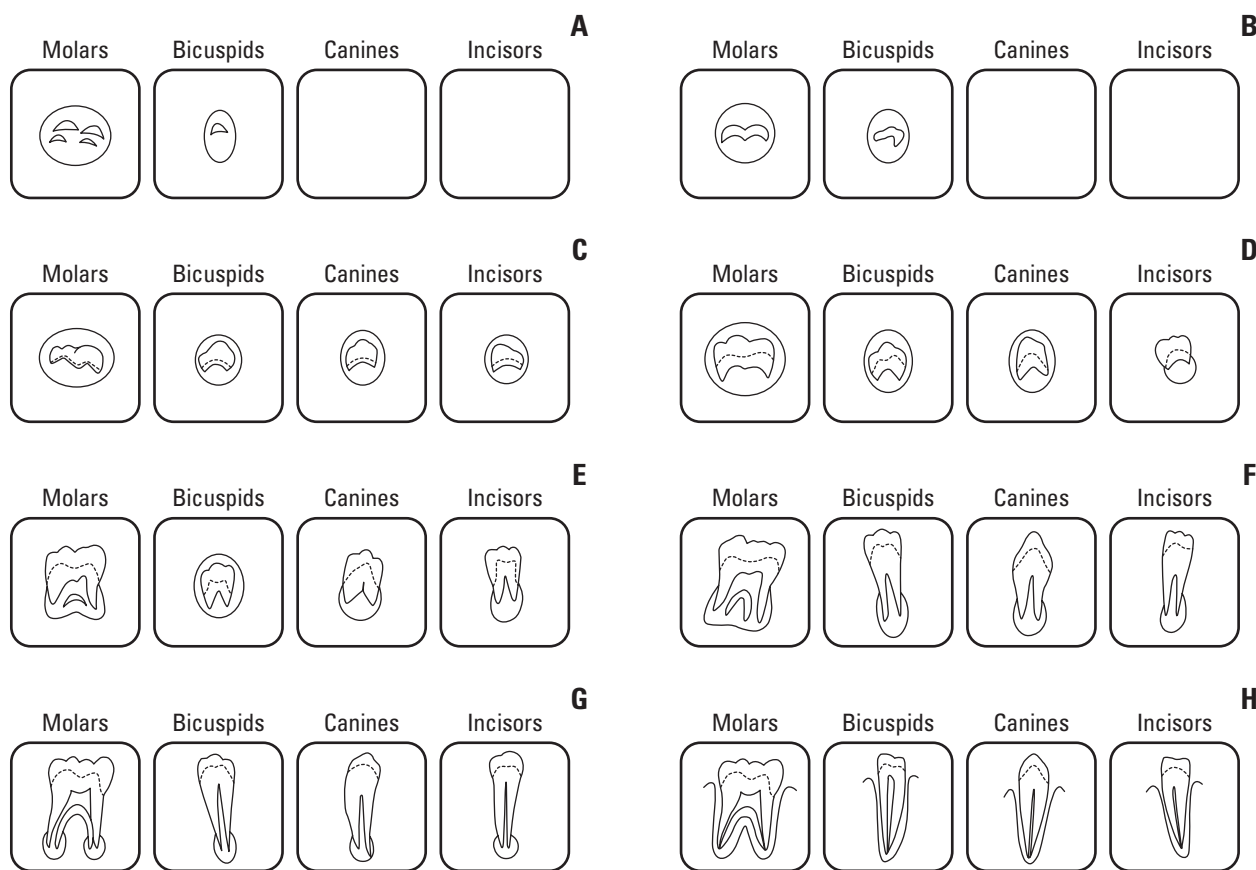 A
Molars Bicuspids Canines Incisors
B
Molars Bicuspids Canines Incisors
C
Molars Bicuspids Canines Incisors
D
Molars Bicuspids Canines Incisors
E
Molars Bicuspids Canines Incisors
F
Molars Bicuspids Canines Incisors
G
Molars Bicuspids Canines Incisors
H
Molars Bicuspids Canines Incisors